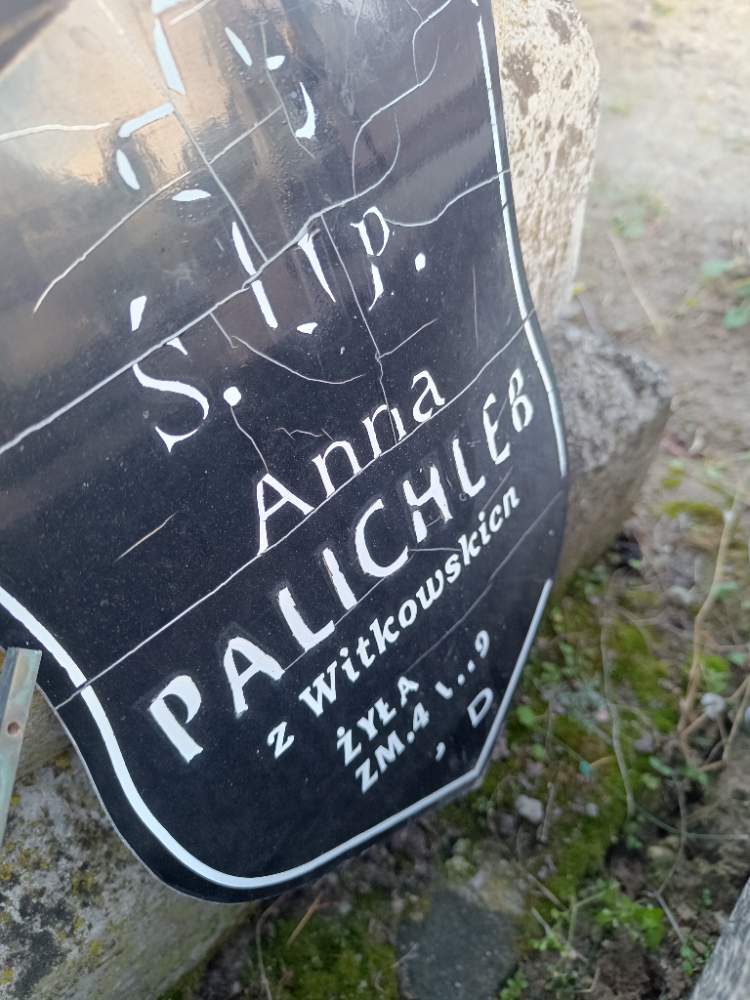 Ś. † p.
Anna
PALICHLEB
z Witkowskich
ŻYŁA
ZM.4